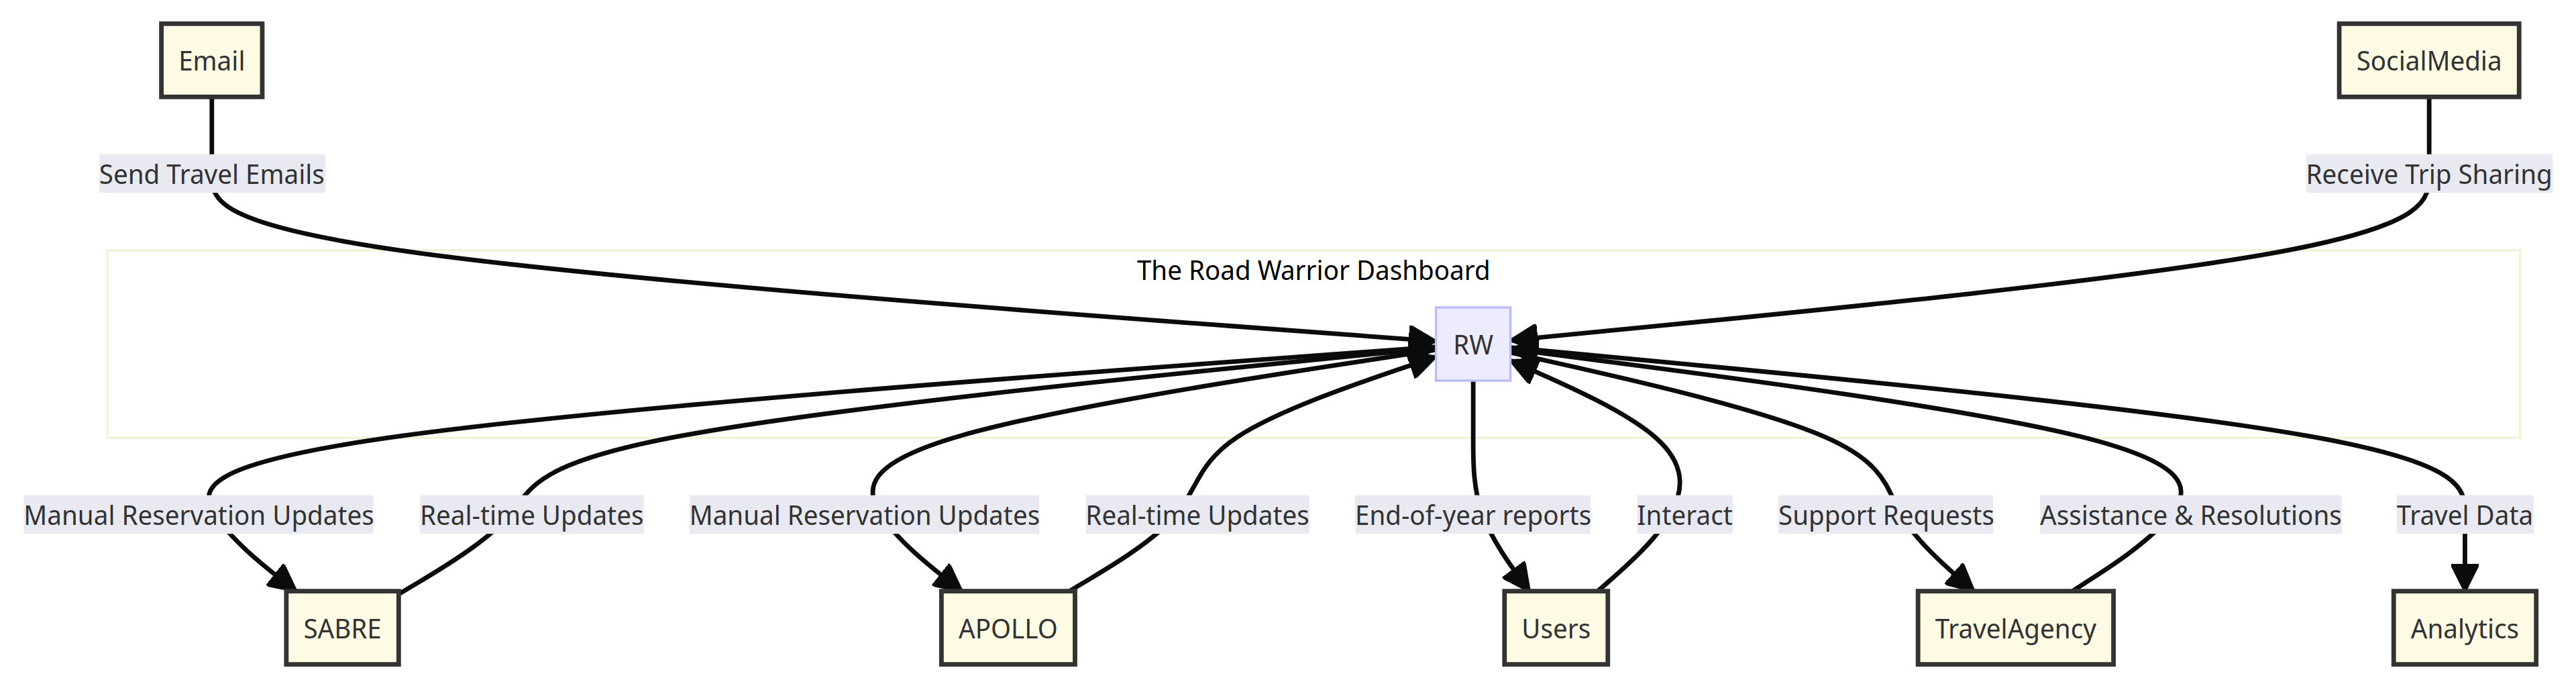 Email
SocialMedia
Send Travel Emails
Receive Trip Sharing
The Road Warrior Dashboard
RW
Manual Reservation Updates
Real-time Updates
Manual Reservation Updates
Real-time Updates
End-of-year reports
Interact
Support Requests
Assistance & Resolutions
Travel Data
SABRE
APOLLO
Users
TravelAgency
Analytics